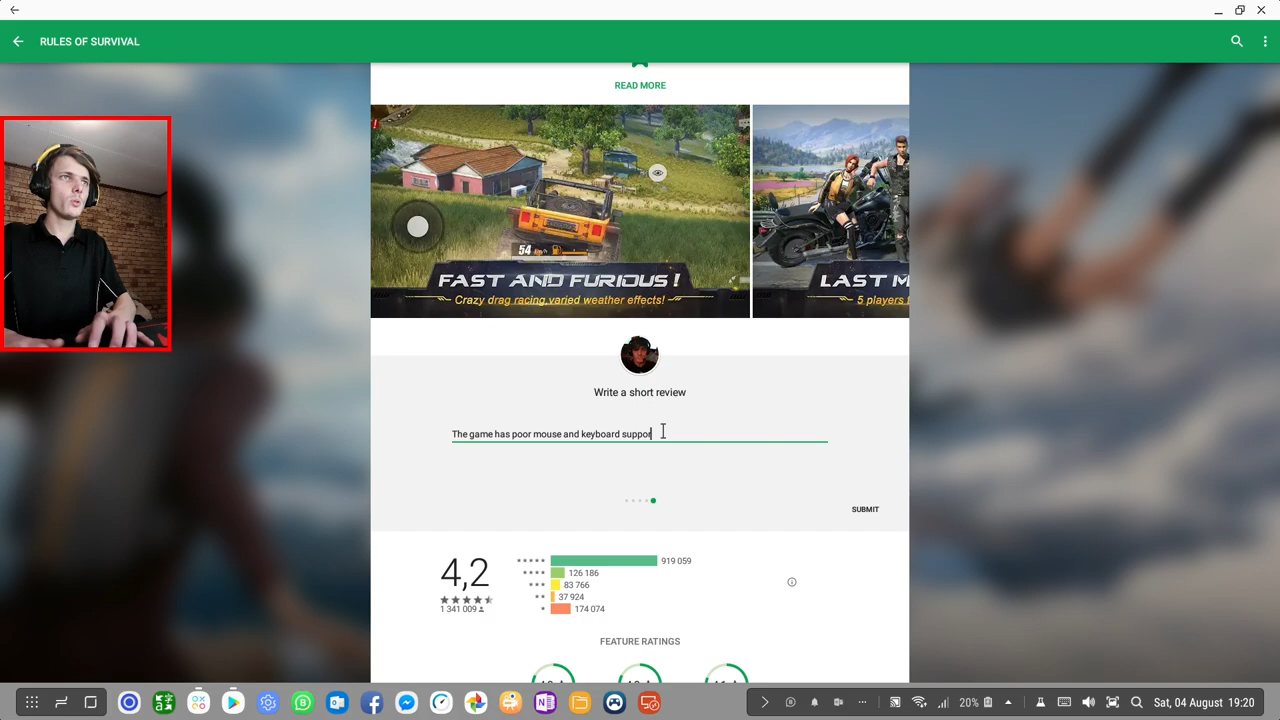 RULES OF SURVIVAL
READ MORE
54
FAST AND FURIOUS !
Crazy drag racing,varied weather effects!
LAST M
5 players f
Write a short review
The game has poor mouse and keyboard suppor
SUBMIT
4,2
1 341 009
919 059
126 186
83 766
37 924
174 074
FEATURE RATINGS
20%
Sat, 04 August 19:20